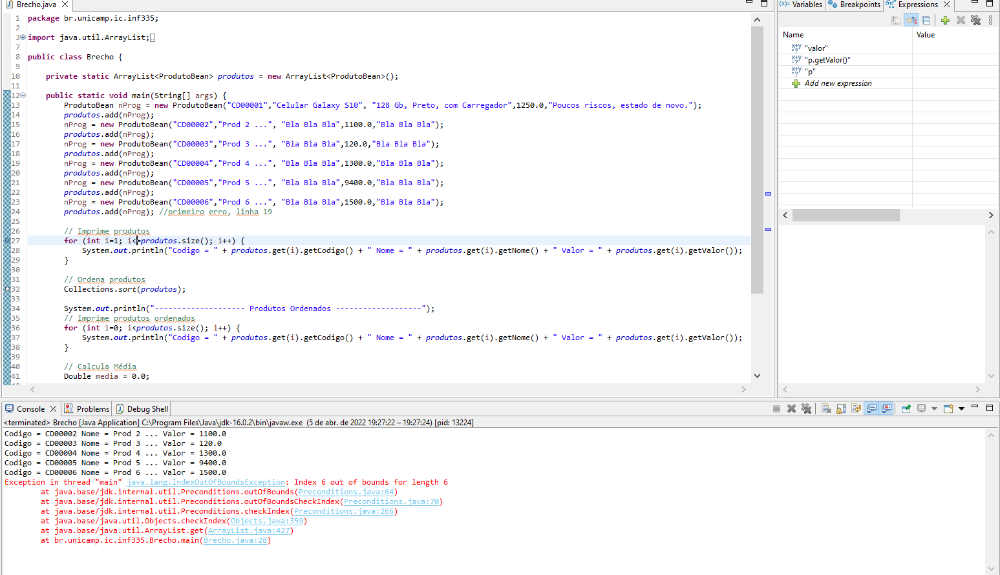 Brecho.java
1 package br.unicamp.ic.inf335;
2
3 import java.util.ArrayList;
7
8 public class Brecho {
9
10 private static ArrayList<ProdutoBean> produtos = new ArrayList<ProdutoBean>();
11
12 public static void main(String[] args) {
13 ProdutoBean nProg = new ProdutoBean("CD00001","Celular Galaxy S10", "128 Gb, Preto, com Carregador",1250.0,"Poucos riscos, estado de novo.");
14 produtos.add(nProg);
15 nProg = new ProdutoBean("CD00002","Prod 2 ...", "Bla Bla Bla",1100.0,"Bla Bla Bla");
16 produtos.add(nProg);
17 nProg = new ProdutoBean("CD00003","Prod 3 ...", "Bla Bla Bla",120.0,"Bla Bla Bla");
18 produtos.add(nProg);
19 nProg = new ProdutoBean("CD00004","Prod 4 ...", "Bla Bla Bla",1300.0,"Bla Bla Bla");
20 produtos.add(nProg);
21 nProg = new ProdutoBean("CD00005","Prod 5 ...", "Bla Bla Bla",9400.0,"Bla Bla Bla");
22 produtos.add(nProg);
23 nProg = new ProdutoBean("CD00006","Prod 6 ...", "Bla Bla Bla",1500.0,"Bla Bla Bla");
24 produtos.add(nProg); //primeiro erro, linha 19
25
26 // Imprime produtos
27 for (int i=1; i<=produtos.size(); i++) {
28 System.out.println("Codigo = " + produtos.get(i).getCodigo() + " Nome = " + produtos.get(i).getNome() + " Valor = " + produtos.get(i).getValor());
29 }
30
31 // Ordena produtos
32 Collections.sort(produtos);
33
34 System.out.println("-------------------- Produtos Ordenados -------------------");
35 // Imprime produtos ordenados
36 for (int i=0; i<produtos.size(); i++) {
37 System.out.println("Codigo = " + produtos.get(i).getCodigo() + " Nome = " + produtos.get(i).getNome() + " Valor = " + produtos.get(i).getValor());
38 }
39
40 // Calcula Média
41 Double media = 0.0;
(x)= Variables Breakpoints Expressions
Name Value
"valor"
"p.getValor()"
"p"
Add new expression
Console Problems Debug Shell
<terminated> Brecho [Java Application] C:\Program Files\Java\jdk-16.0.2\bin\javaw.exe (5 de abr. de 2022 19:27:22 – 19:27:24) [pid: 13224]
Codigo = CD00002 Nome = Prod 2 ... Valor = 1100.0
Codigo = CD00003 Nome = Prod 3 ... Valor = 120.0
Codigo = CD00004 Nome = Prod 4 ... Valor = 1300.0
Codigo = CD00005 Nome = Prod 5 ... Valor = 9400.0
Codigo = CD00006 Nome = Prod 6 ... Valor = 1500.0
Exception in thread "main" java.lang.IndexOutOfBoundsException: Index 6 out of bounds for length 6
at java.base/jdk.internal.util.Preconditions.outOfBounds(Preconditions.java:64)
at java.base/jdk.internal.util.Preconditions.outOfBoundsCheckIndex(Preconditions.java:70)
at java.base/jdk.internal.util.Preconditions.checkIndex(Preconditions.java:266)
at java.base/java.util.Objects.checkIndex(Objects.java:359)
at java.base/java.util.ArrayList.get(ArrayList.java:427)
at br.unicamp.ic.inf335.Brecho.main(Brecho.java:28)